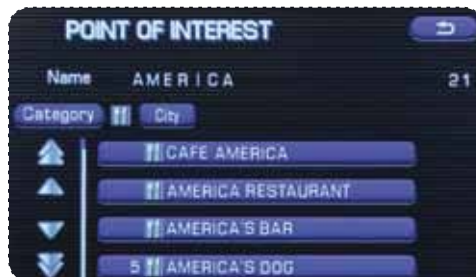 POINT OF INTEREST
Name AMERICA 21
Category City
CAFE AMERICA
AMERICA RESTAURANT
AMERICA'S BAR
5 AMERICA'S DOG